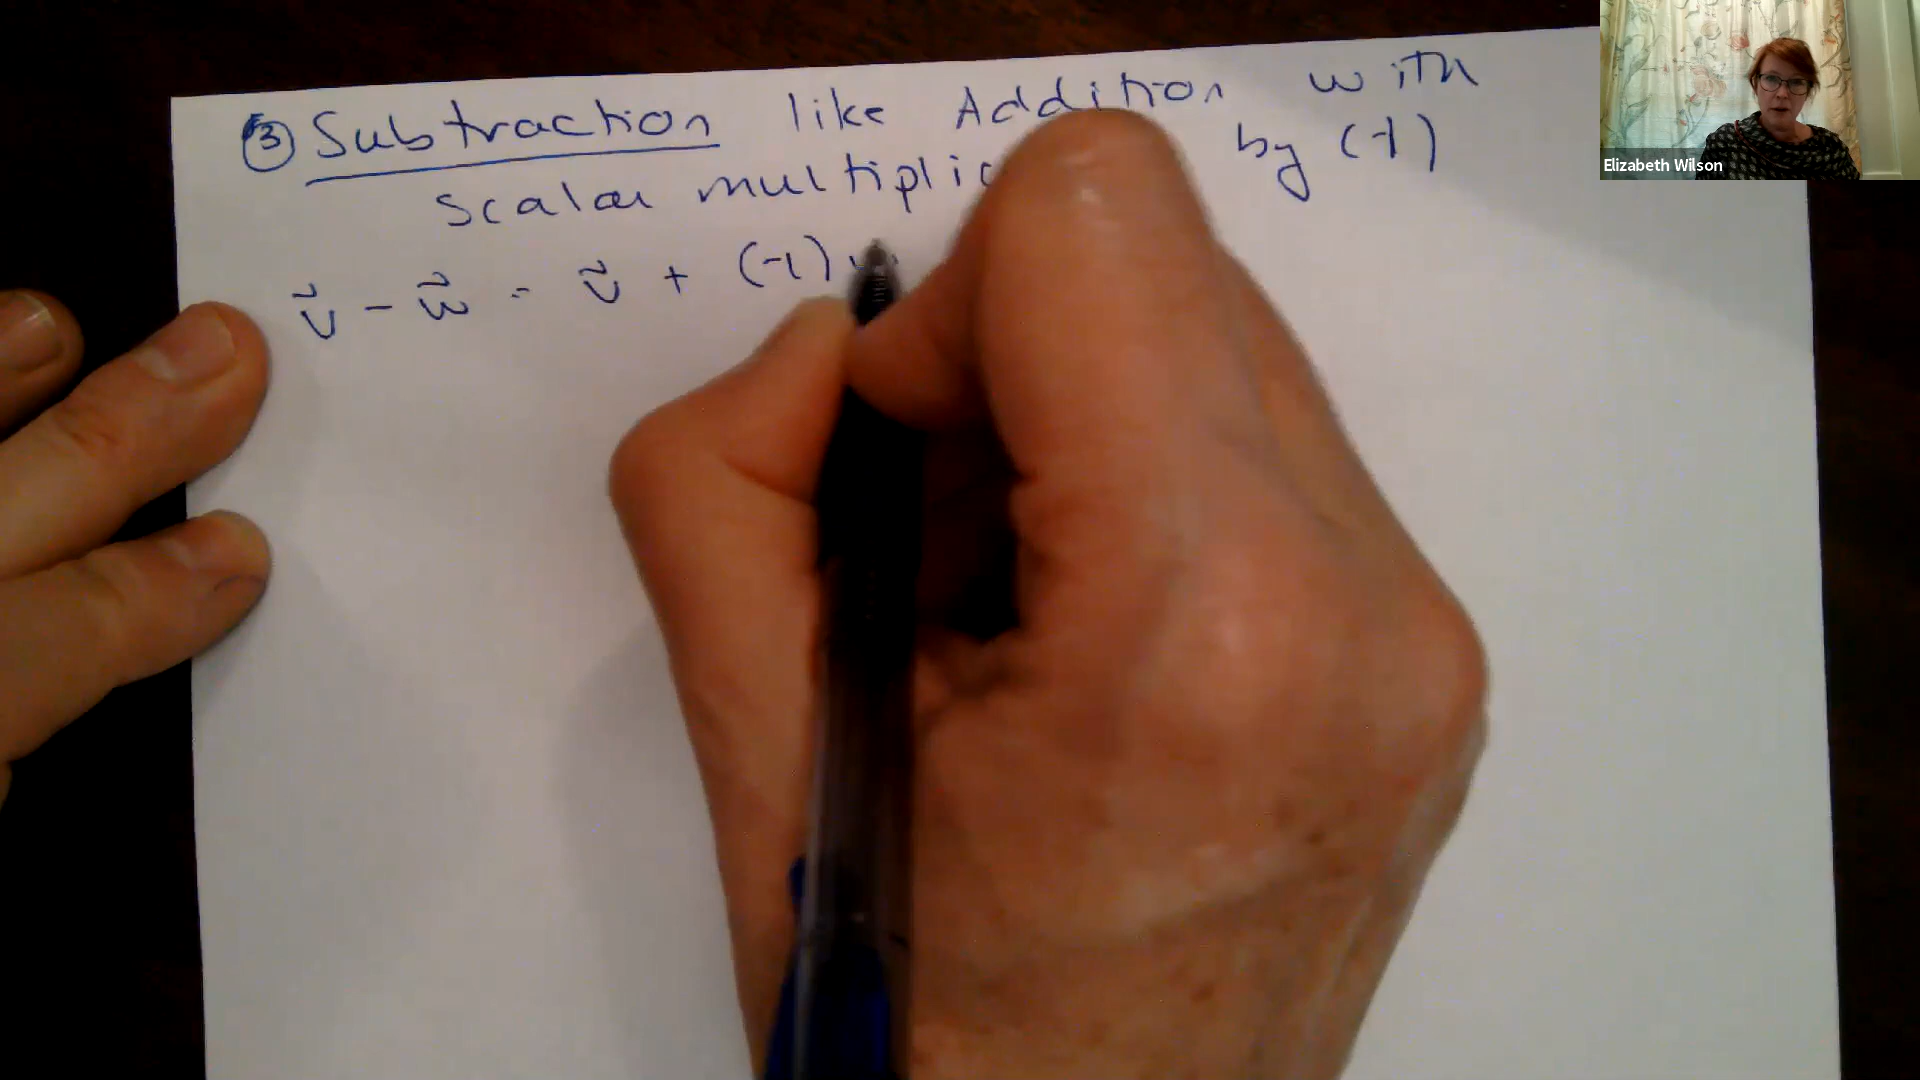 ③ Subtraction like Addition with
scalar multiplic by (-1)
v⃗ - w⃗ = v⃗ + (-1) w
Elizabeth Wilson